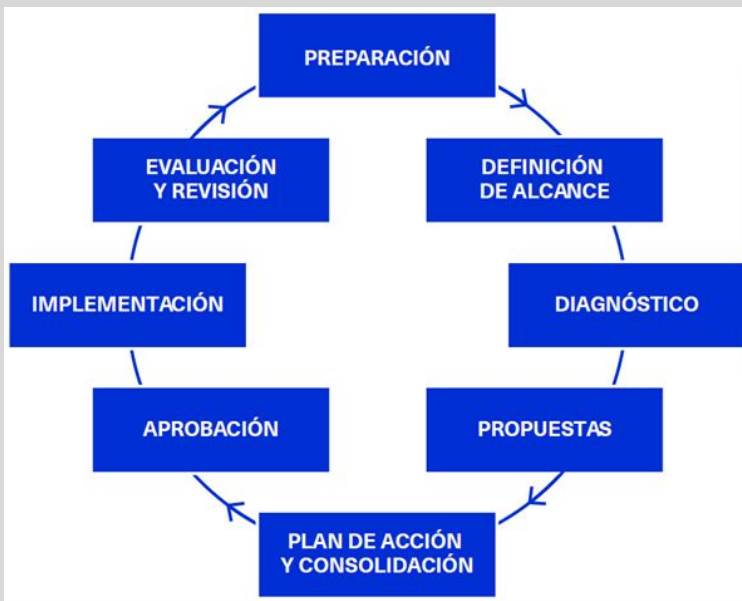 PREPARACIÓN
DEFINICIÓN
DE ALCANCE
DIAGNÓSTICO
PROPUESTAS
PLAN DE ACCIÓN
Y CONSOLIDACIÓN
APROBACIÓN
IMPLEMENTACIÓN
EVALUACIÓN
Y REVISIÓN